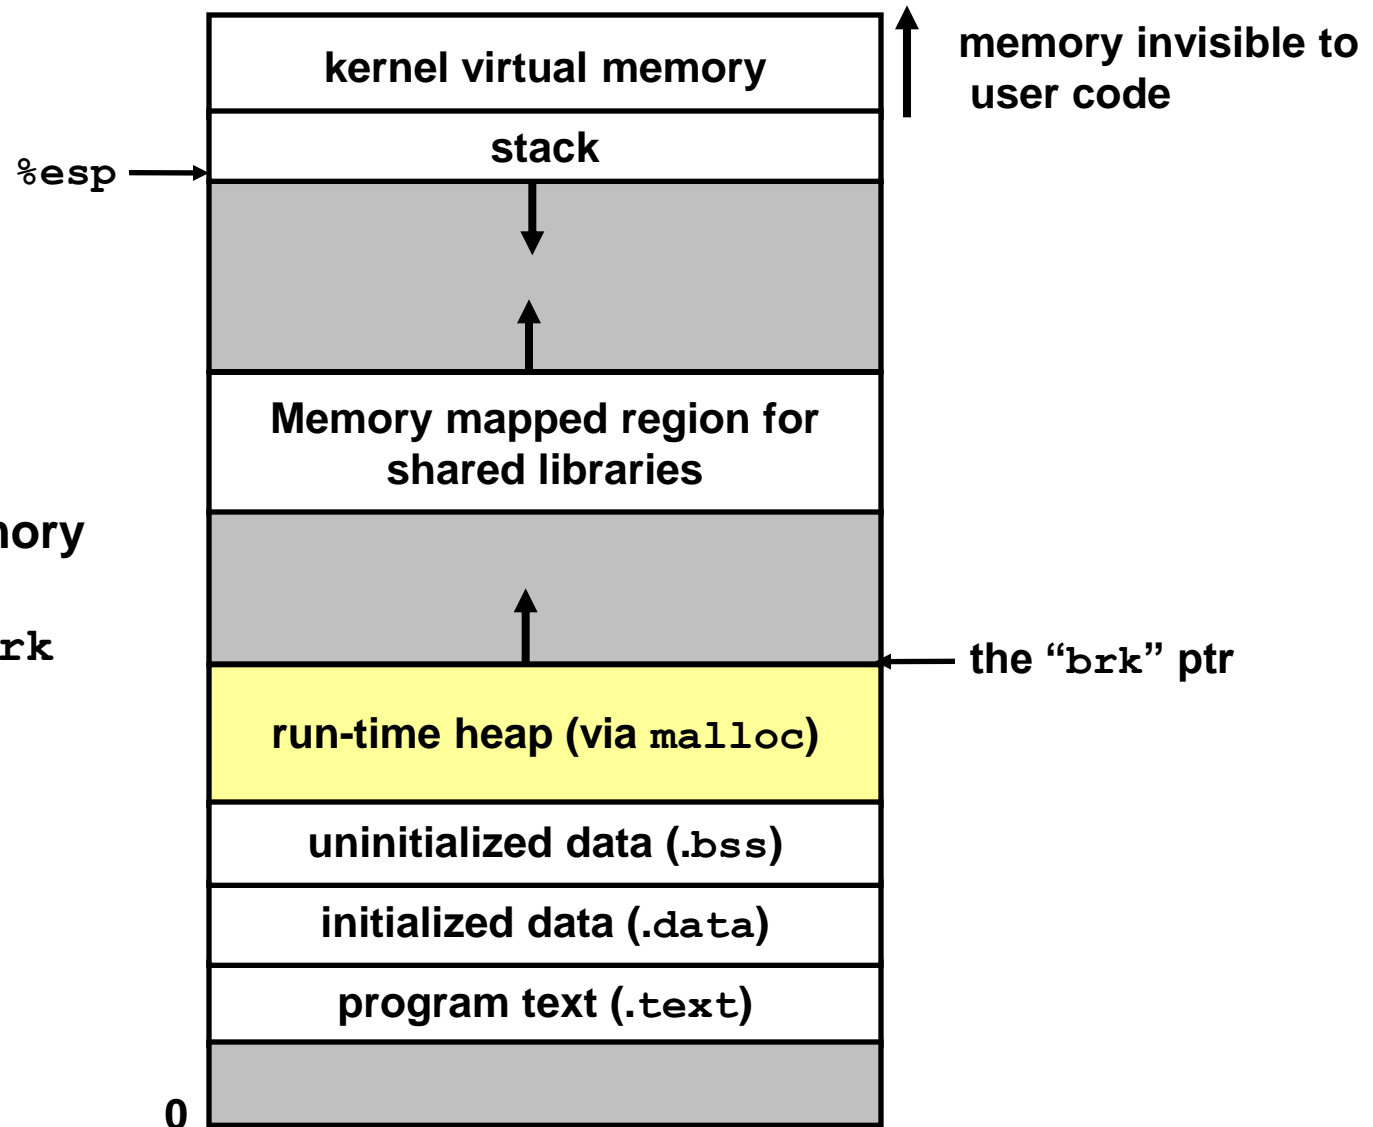 kernel virtual memory
memory invisible to
user code
stack
%esp
Memory mapped region for
shared libraries
the “brk” ptr
run-time heap (via malloc)
uninitialized data (.bss)
initialized data (.data)
program text (.text)
0